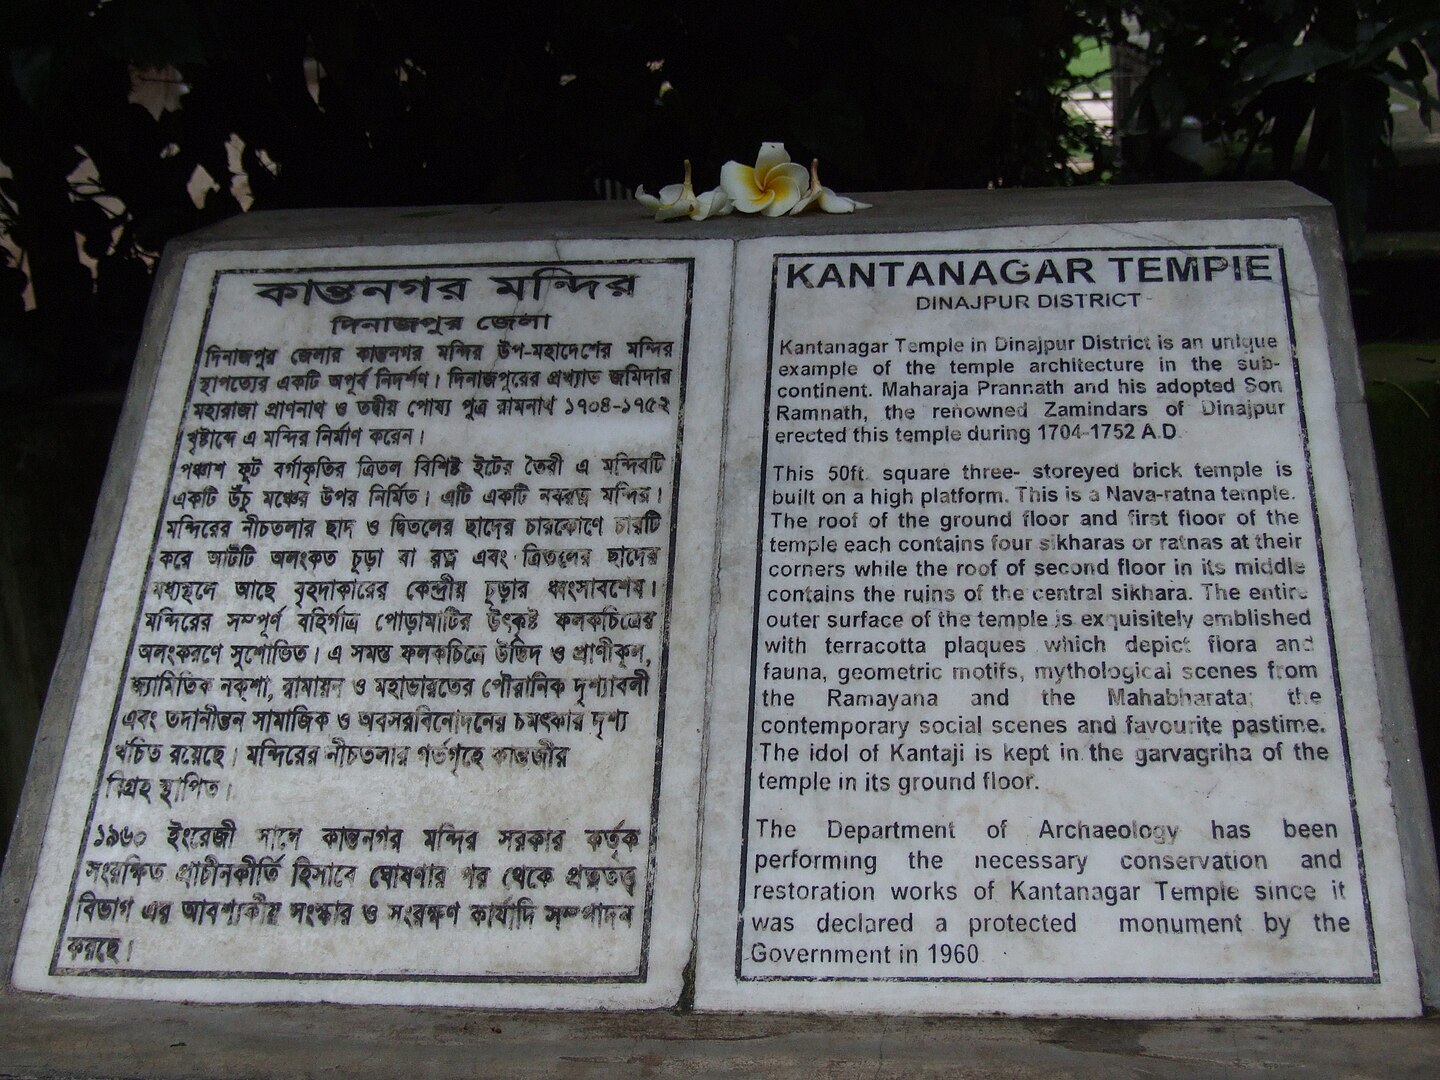 কান্তনগর মন্দির
দিনাজপুর জেলা
দিনাজপুর জেলার কান্তনগর মন্দির উপ-মহাদেশের মন্দির
স্থাপত্যের একটি অপূর্ব নিদর্শন। দিনাজপুরের প্রখ্যাত জমিদার
মহারাজা প্রাণনাথ ও তদ্বীয় পোষ্য পুত্র রামনাথ ১৭০৪-১৭৫২
খৃষ্টাব্দে এ মন্দির নির্মাণ করেন।
পঞ্চাশ ফুট বর্গাকৃতির ত্রিতল বিশিষ্ট ইটের তৈরী এ মন্দিরটি
একটি উঁচু মঞ্চের উপর নির্মিত। এটি একটি নবরত্ন মন্দির।
মন্দিরের নীচতলার ছাদ ও দ্বিতলের ছাদের চারকোণে চারটি
করে আটটি অলংকৃত চূড়া বা রত্ন এবং ত্রিতলের ছাদের
মধ্যস্থলে আছে বৃহদাকারের কেন্দ্রীয় চূড়ার ধ্বংসাবশেষ।
মন্দিরের সম্পূর্ণ বহির্গাত্র পোড়ামাটির উৎকৃষ্ট ফলকচিত্রের
অলংকরণে সুশোভিত। এ সমস্ত ফলকচিত্রে উদ্ভিদ ও প্রাণীকূল,
জ্যামিতিক নক্‌শা, রামায়ন ও মহাভারতের পৌরানিক দৃশ্যাবলী
এবং তদানীন্তন সামাজিক ও অবসরবিনোদনের চমৎকার দৃশ্য
খচিত রয়েছে। মন্দিরের নীচতলার গর্ভগৃহে কান্তজীর
বিগ্রহ স্থাপিত।
১৯৬০ ইংরেজী সালে কান্তনগর মন্দির সরকার কর্তৃক
সংরক্ষিত প্রাচীনকীর্তি হিসাবে ঘোষণার পর থেকে প্রত্নতত্ত্ব
বিভাগ এর আবশ্যকীয় সংস্কার ও সংরক্ষণ কার্যাদি সম্পাদন
করছে।
KANTANAGAR TEMPIE
DINAJPUR DISTRICT
Kantanagar Temple in Dinajpur District is an unique
example of the temple architecture in the sub-
continent. Maharaja Prannath and his adopted Son
Ramnath, the renowned Zamindars of Dinajpur
erected this temple during 1704-1752 A.D.
This 50ft. square three- storeyed brick temple is
built on a high platform. This is a Nava-ratna temple.
The roof of the ground floor and first floor of the
temple each contains four sikharas or ratnas at their
corners while the roof of second floor in its middle
contains the ruins of the central sikhara. The entire
outer surface of the temple is exquisitely emblished
with terracotta plaques which depict flora and
fauna, geometric motifs, mythological scenes from
the Ramayana and the Mahabharata; the
contemporary social scenes and favourite pastime.
The idol of Kantaji is kept in the garvagriha of the
temple in its ground floor.
The Department of Archaeology has been
performing the necessary conservation and
restoration works of Kantanagar Temple since it
was declared a protected monument by the
Government in 1960